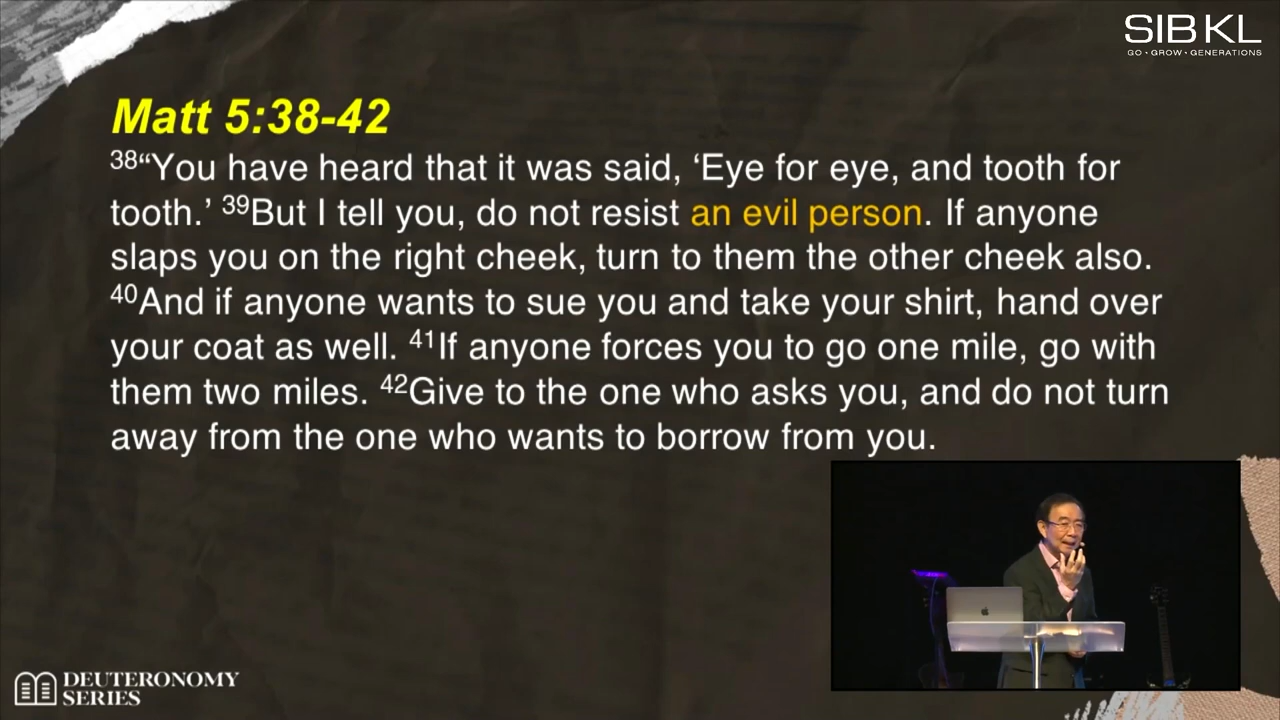 SIBKL
GO • GROW • GENERATIONS
Matt 5:38-42
³⁸“You have heard that it was said, ‘Eye for eye, and tooth for
tooth.’ ³⁹But I tell you, do not resist an evil person. If anyone
slaps you on the right cheek, turn to them the other cheek also.
⁴⁰And if anyone wants to sue you and take your shirt, hand over
your coat as well. ⁴¹If anyone forces you to go one mile, go with
them two miles. ⁴²Give to the one who asks you, and do not turn
away from the one who wants to borrow from you.
DEUTERONOMY
SERIES